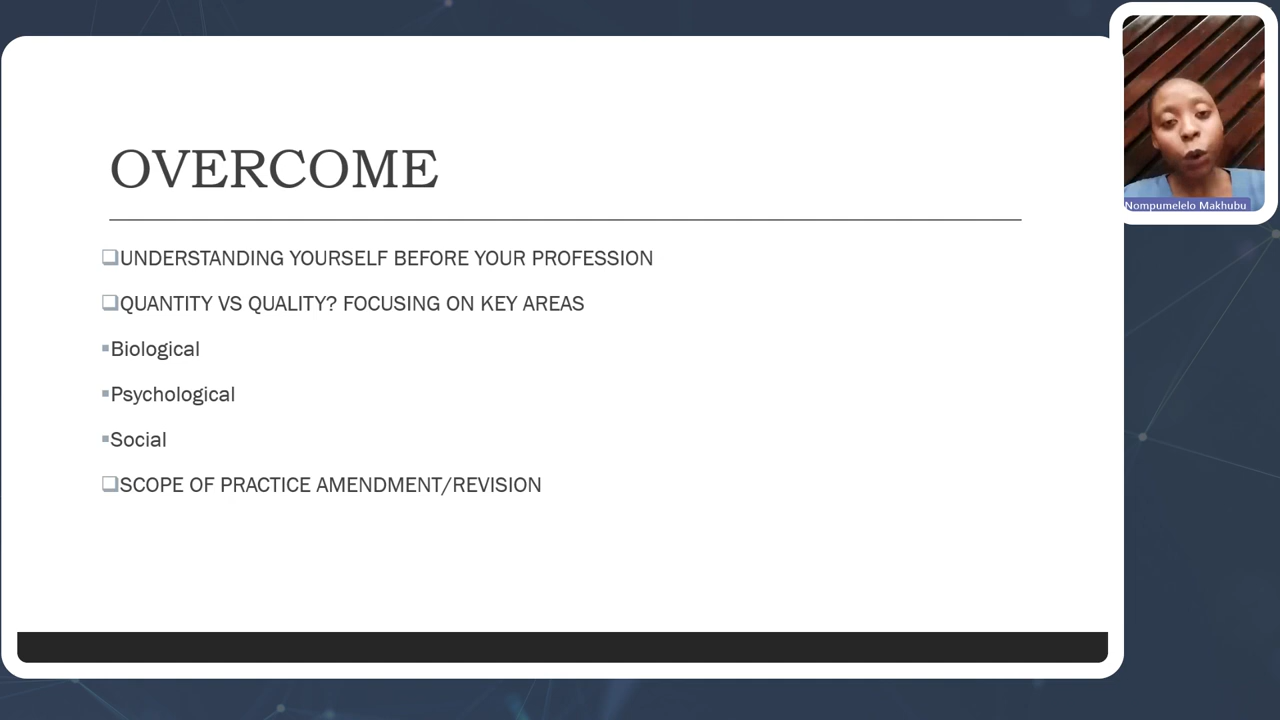 OVERCOME
UNDERSTANDING YOURSELF BEFORE YOUR PROFESSION
QUANTITY VS QUALITY? FOCUSING ON KEY AREAS
Biological
Psychological
Social
SCOPE OF PRACTICE AMENDMENT/REVISION
Nompumelelo Makhubu